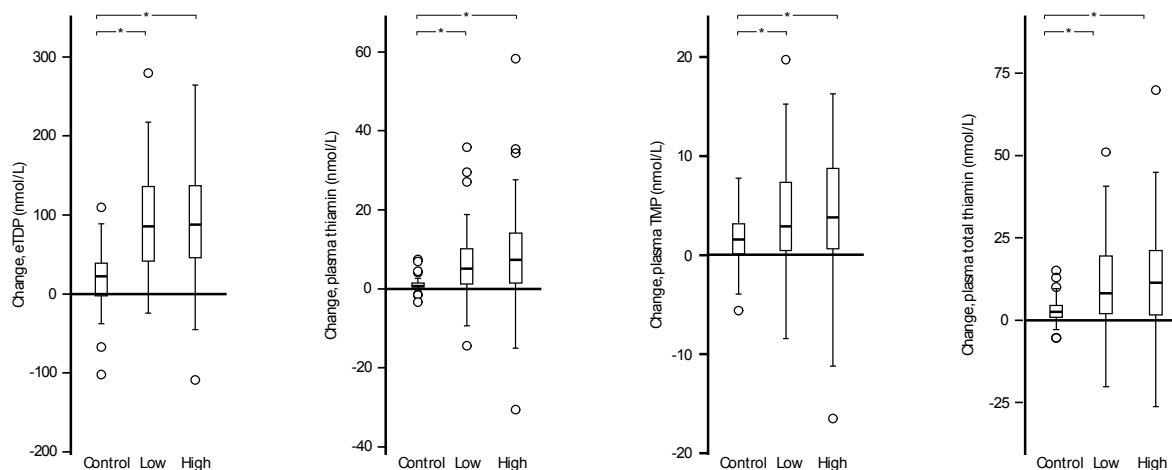 * * * *
* * * *
Change, eTDP (nmol/L)
300
200
100
0
-100
-200
Control Low High
Change, plasma thiamin (nmol/L)
60
40
20
0
-20
-40
Control Low High
Change, plasma TMP (nmol/L)
20
10
0
-10
-20
Control Low High
Change, plasma total thiamin (nmol/L)
75
50
25
0
-25
Control Low High